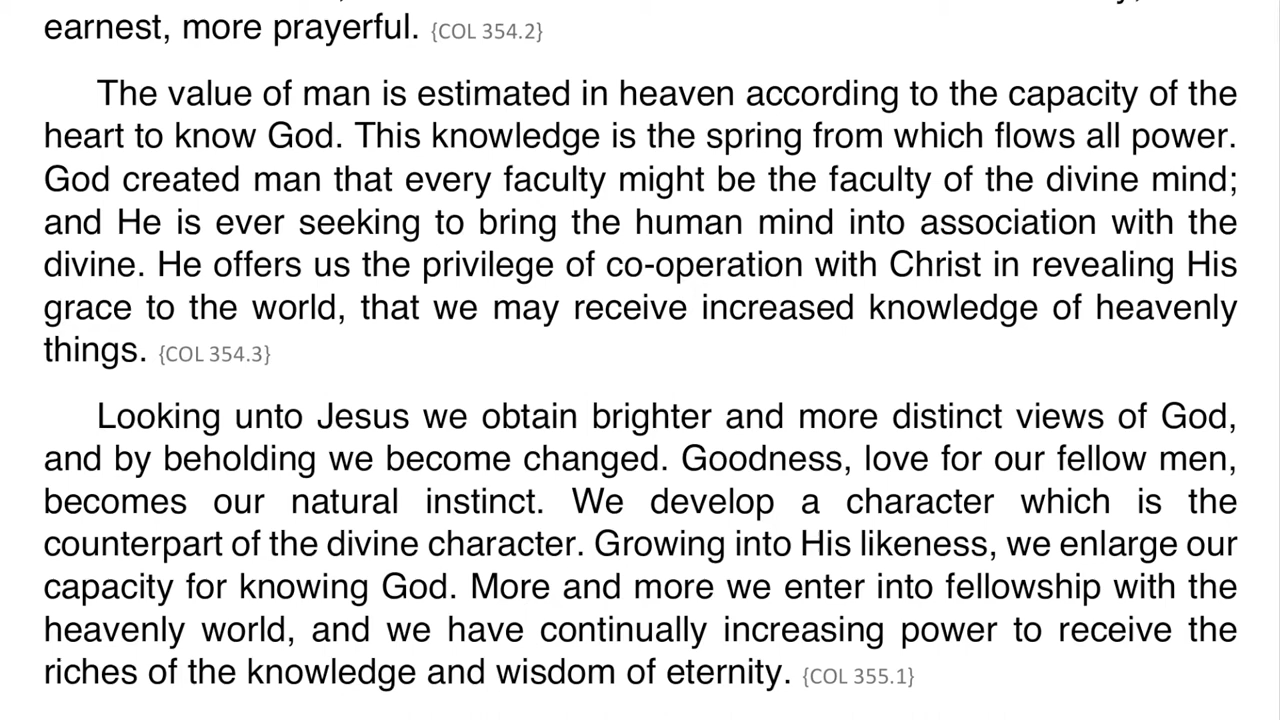 earnest, more prayerful. {COL 354.2}
The value of man is estimated in heaven according to the capacity of the
heart to know God. This knowledge is the spring from which flows all power.
God created man that every faculty might be the faculty of the divine mind;
and He is ever seeking to bring the human mind into association with the
divine. He offers us the privilege of co-operation with Christ in revealing His
grace to the world, that we may receive increased knowledge of heavenly
things. {COL 354.3}
Looking unto Jesus we obtain brighter and more distinct views of God,
and by beholding we become changed. Goodness, love for our fellow men,
becomes our natural instinct. We develop a character which is the
counterpart of the divine character. Growing into His likeness, we enlarge our
capacity for knowing God. More and more we enter into fellowship with the
heavenly world, and we have continually increasing power to receive the
riches of the knowledge and wisdom of eternity. {COL 355.1}